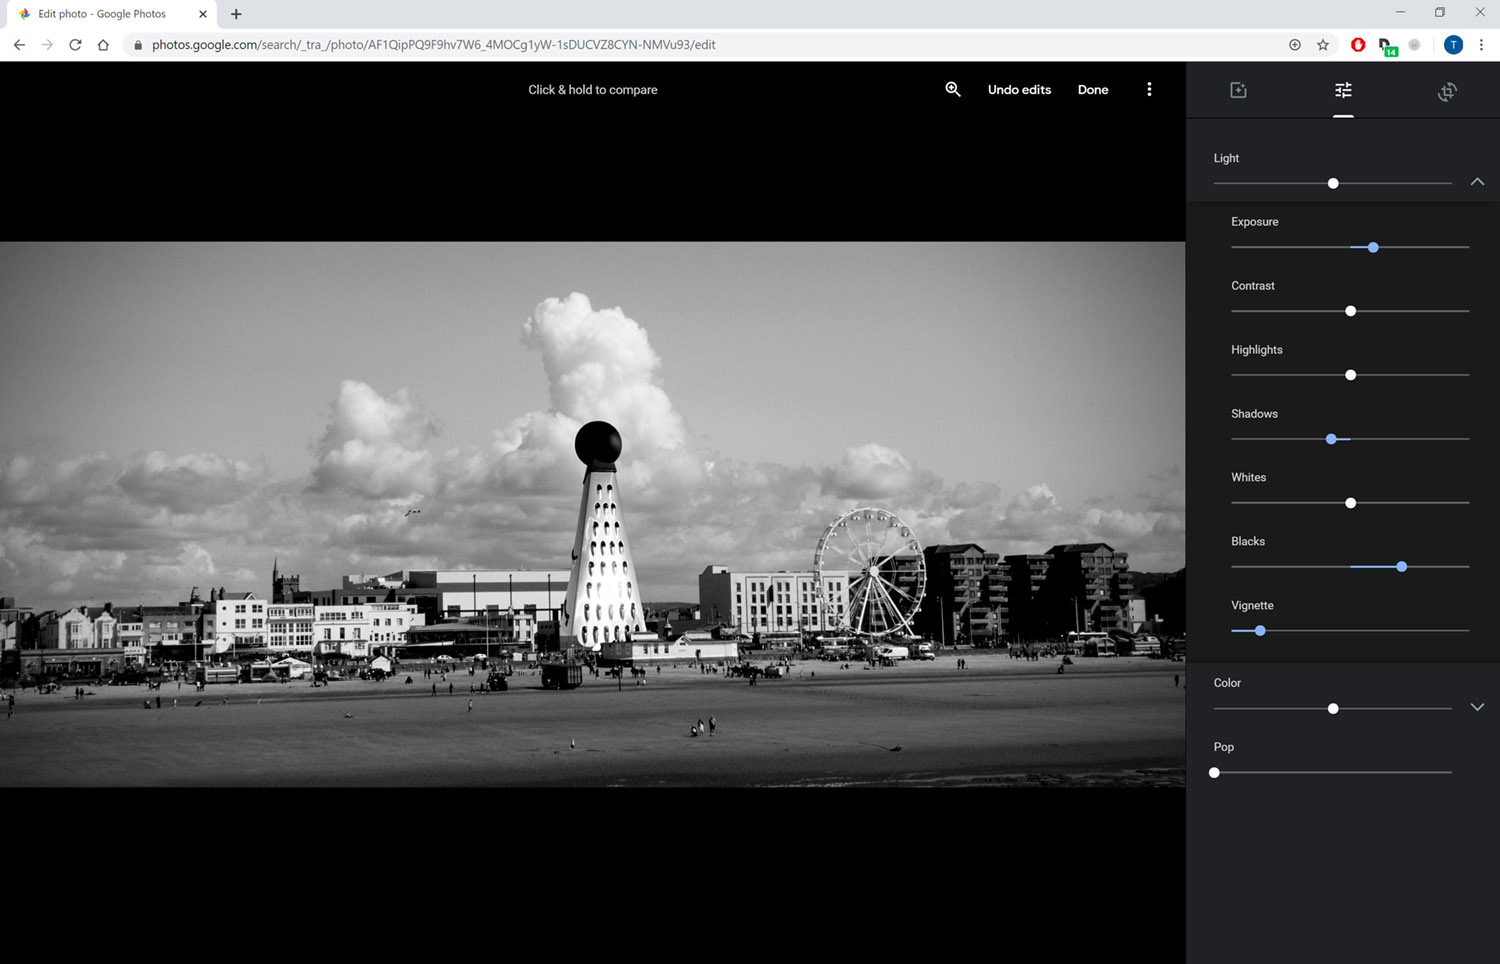 Edit photo - Google Photos
photos.google.com/search/_tra_/photo/AF1QipPQ9F9hv7W6_4MOCg1yW-1sDUCVZ8CYN-NMVu93/edit
14
T
Click & hold to compare
Undo edits
Done
Light
Exposure
Contrast
Highlights
Shadows
Whites
Blacks
Vignette
Color
Pop